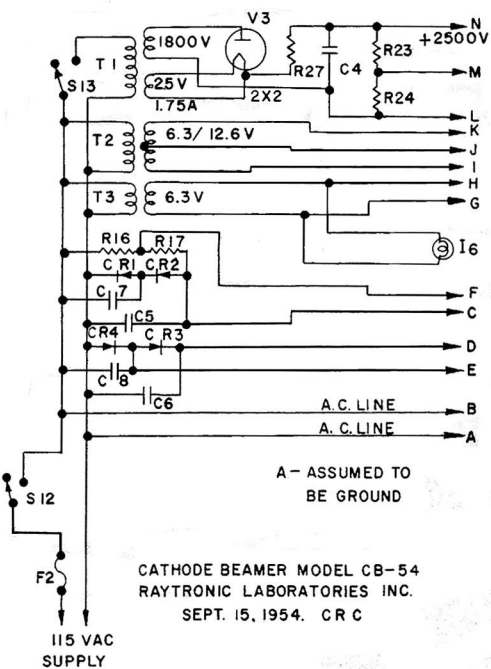 V3
N
+2500V
1800V
T1
R23
C4
R27
M
S13
2.5V
2X2
1.75A
R24
L
K
T2
6.3/12.6V
J
I
H
T3
6.3V
G
I6
R16
R17
F
CR1
CR2
C7
C
C5
CR4
CR3
D
C8
E
C6
B
A.C. LINE
A.C. LINE
A
S12
A- ASSUMED TO
BE GROUND
F2
CATHODE BEAMER MODEL CB-54
RAYTRONIC LABORATORIES INC.
SEPT. 15, 1954. CRC
115 VAC
SUPPLY